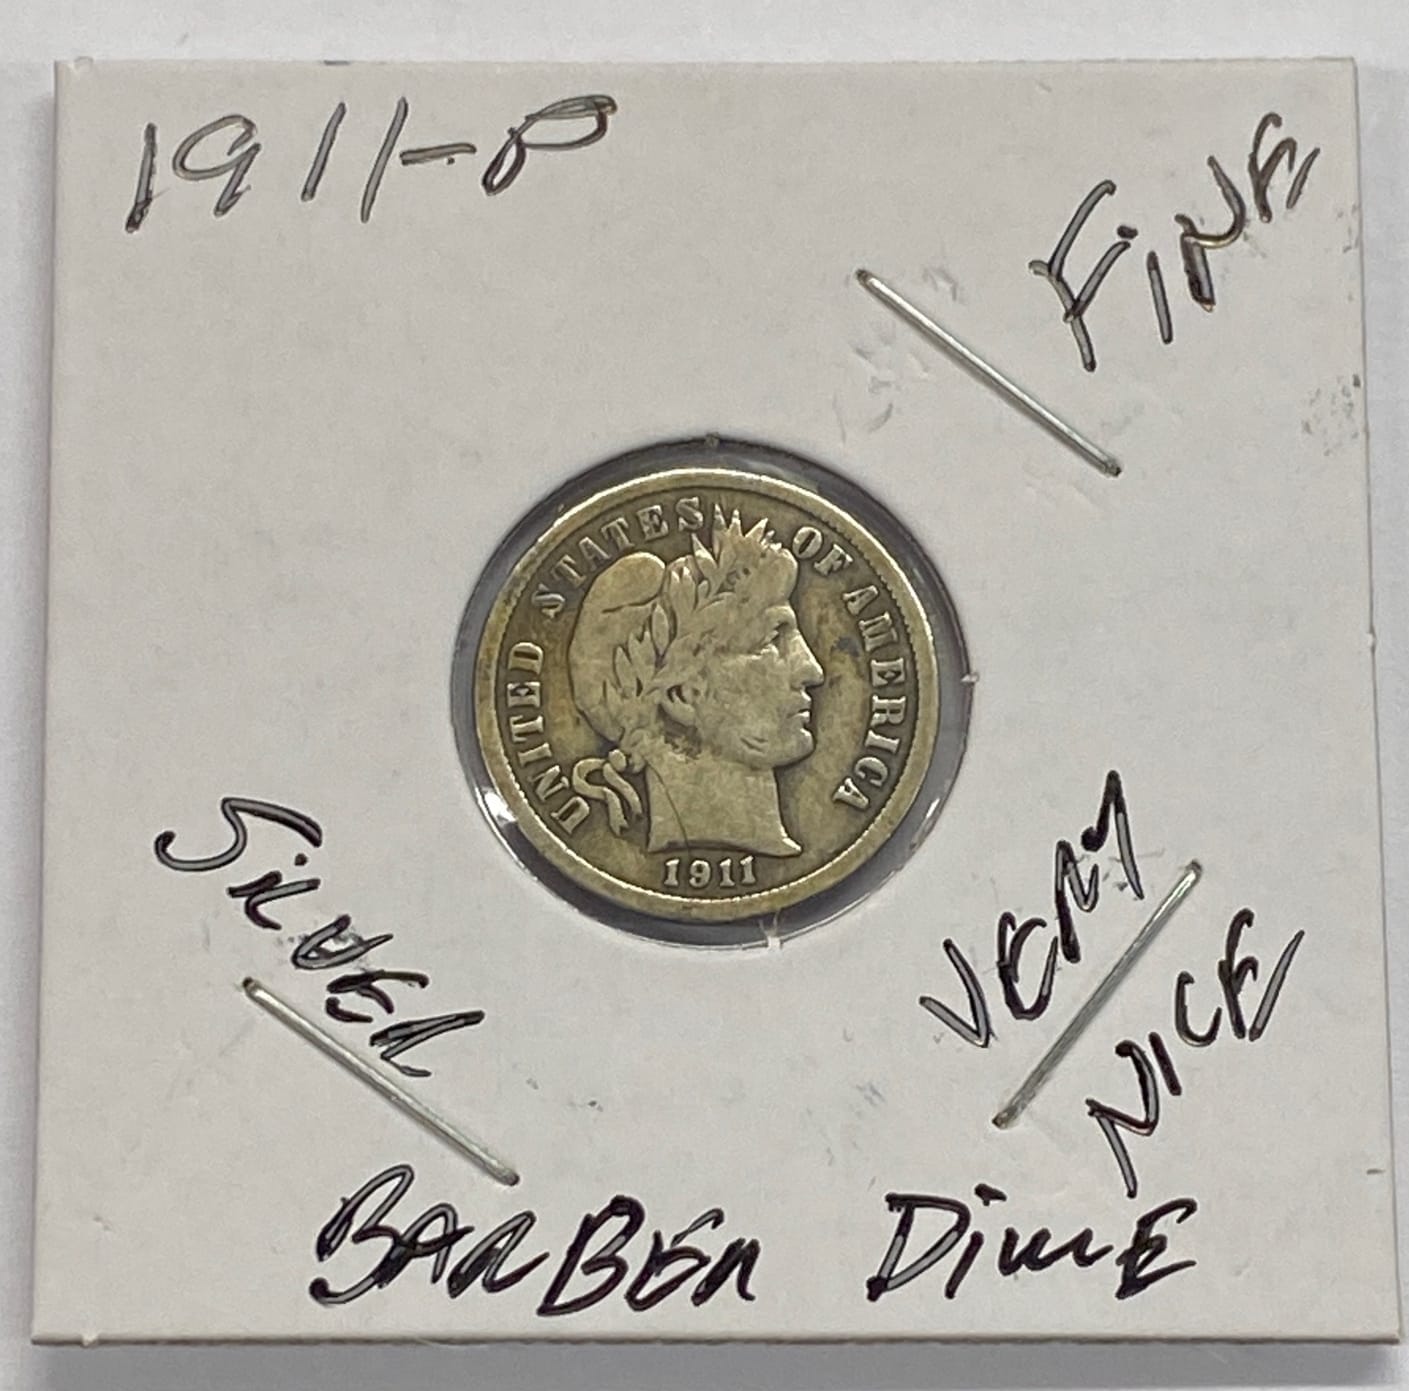 1911-P
FINE
UNITED STATES OF AMERICA
1911
SILVER
VERY
NICE
BARBER DIME